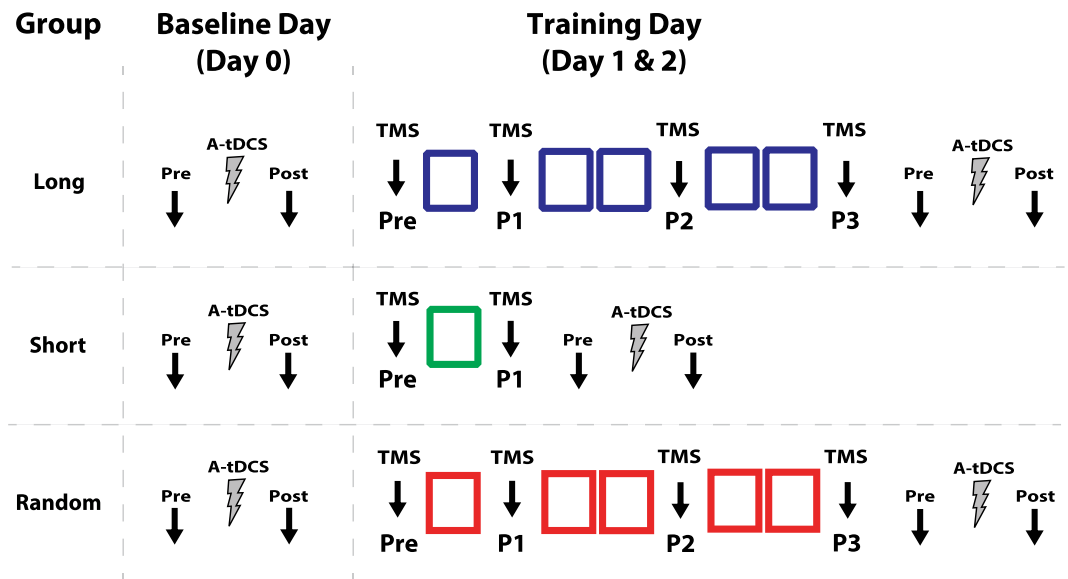 Group
Baseline Day
(Day 0)
Training Day
(Day 1 & 2)
Long
Pre
A-tDCS
Post
TMS
Pre
TMS
P1
TMS
P2
TMS
P3
Pre
A-tDCS
Post
Short
Pre
A-tDCS
Post
TMS
Pre
TMS
P1
Pre
A-tDCS
Post
Random
Pre
A-tDCS
Post
TMS
Pre
TMS
P1
TMS
P2
TMS
P3
Pre
A-tDCS
Post